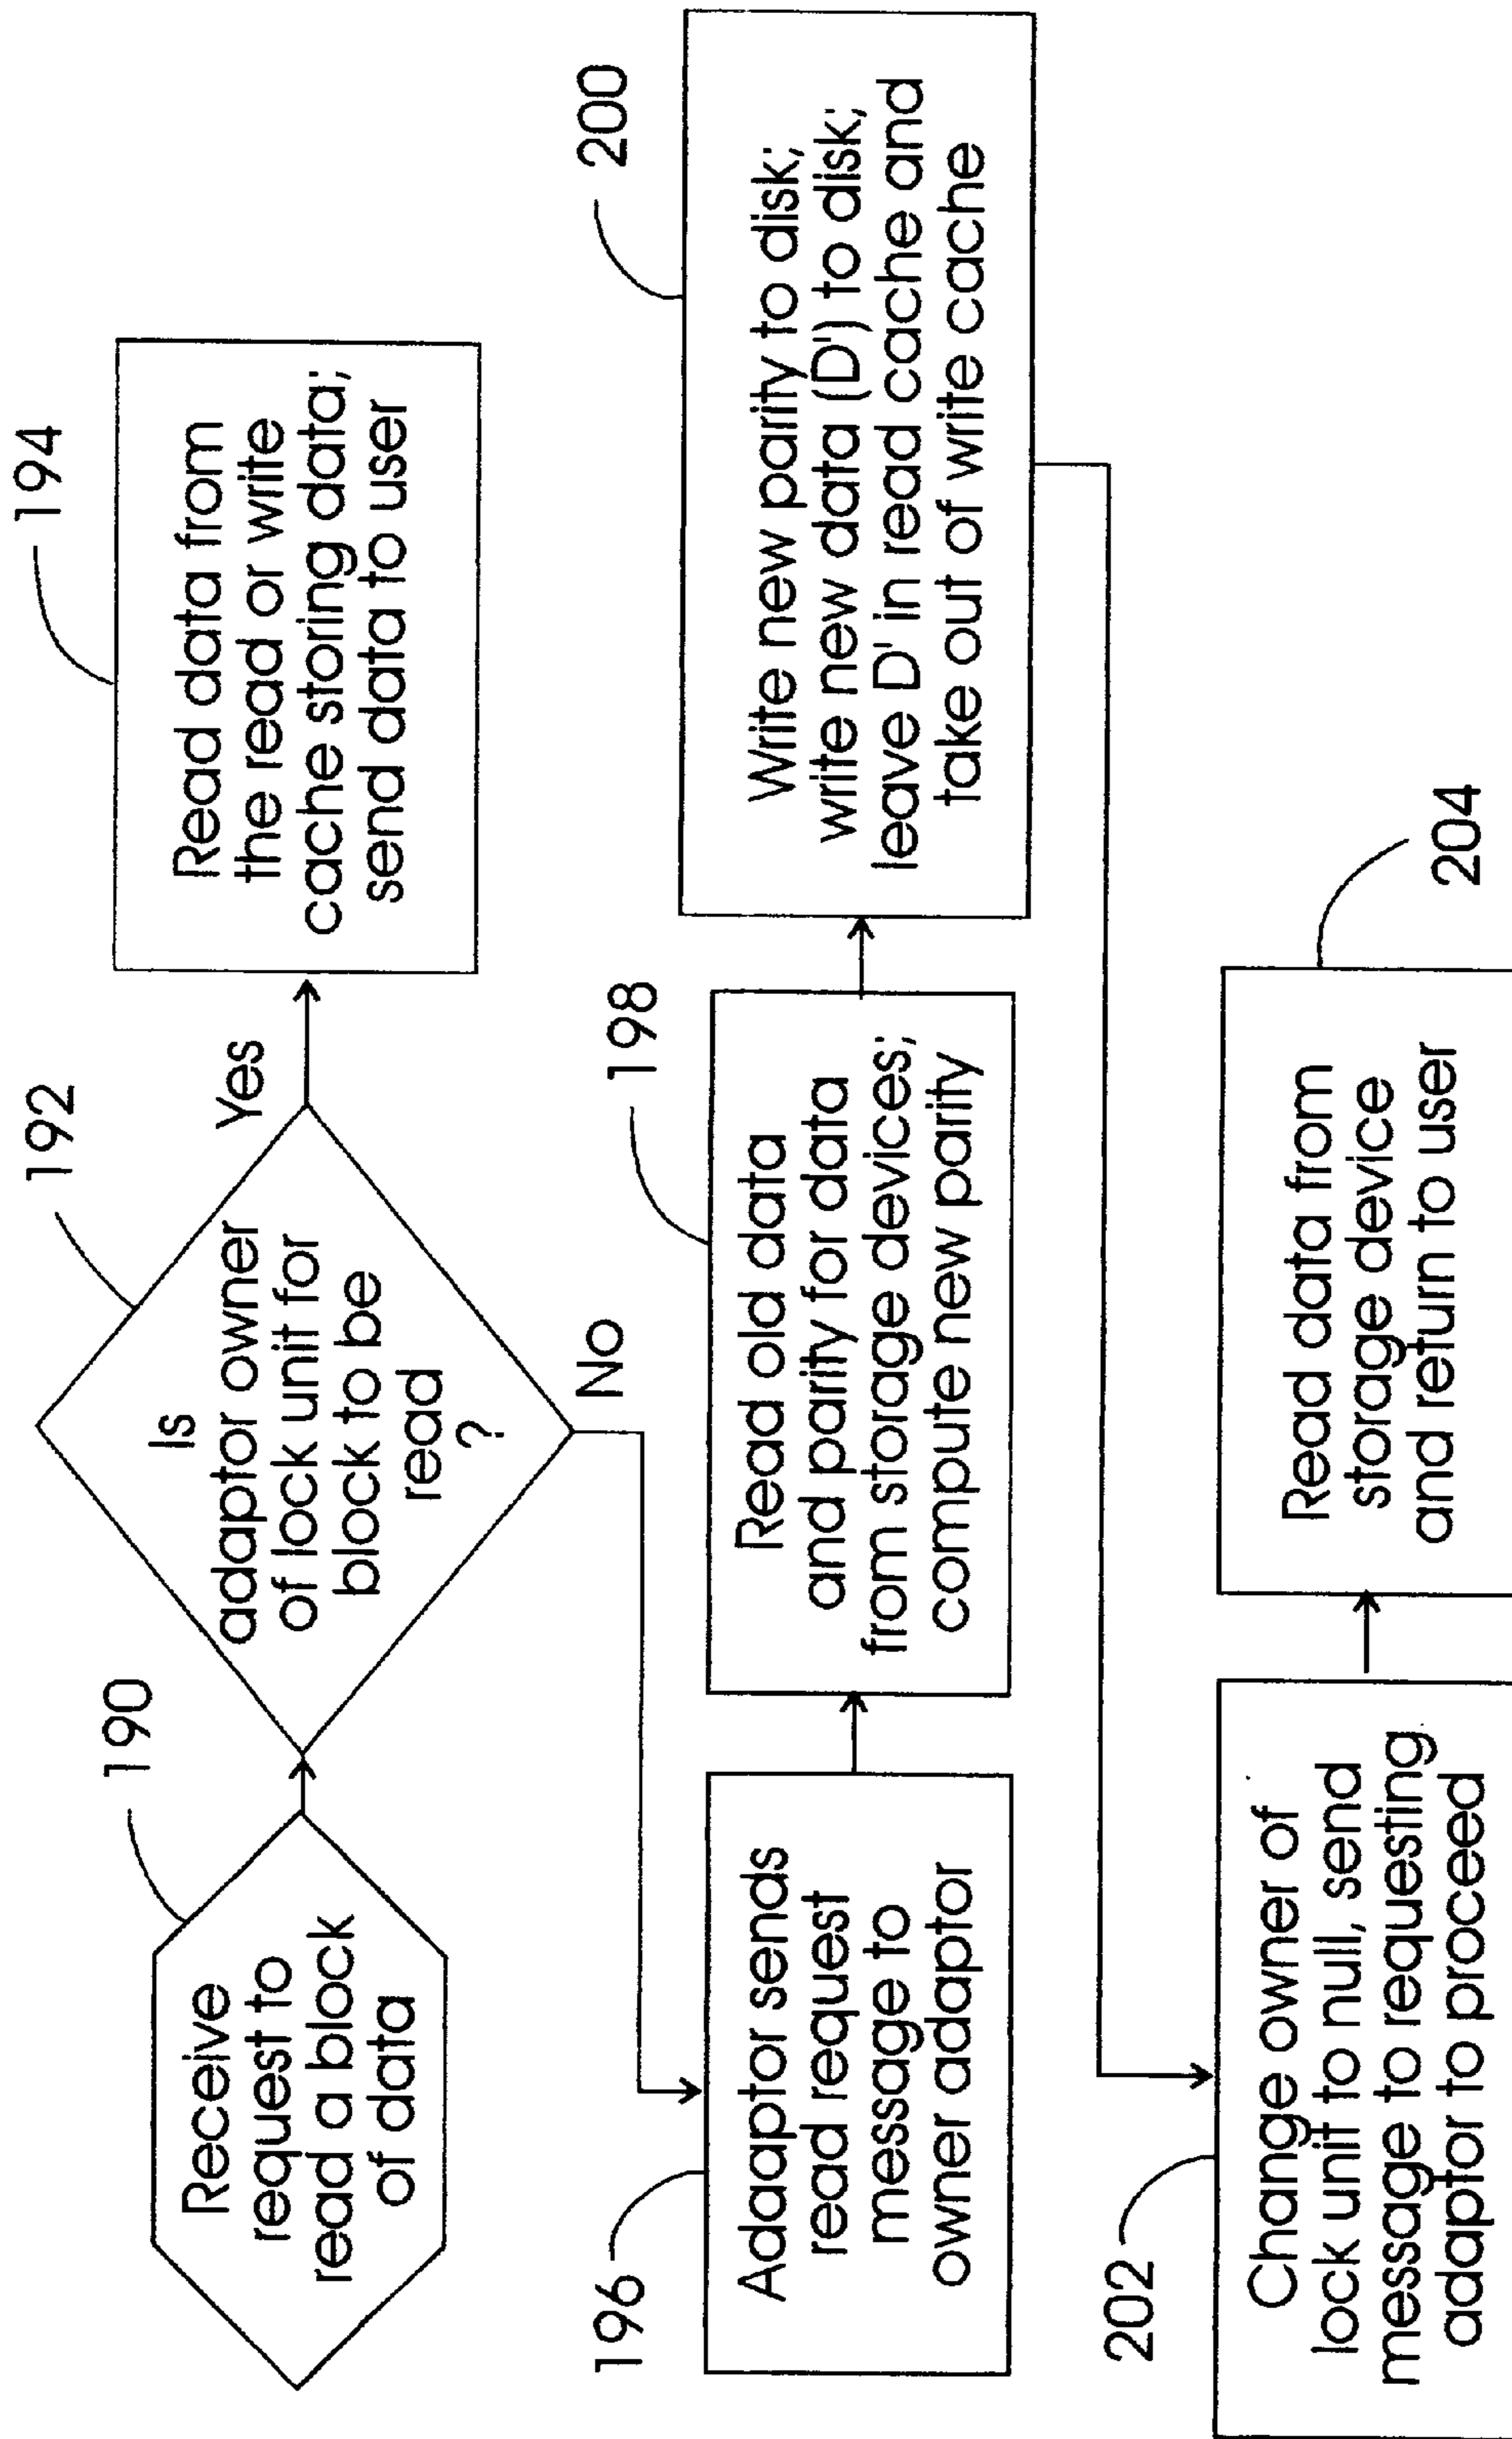 190
Receive
request to
read a block
of data
192
Is
adaptor owner
of lock unit for
block to be
read
?
Yes
No
194
Read data from
the read or write
cache storing data;
send data to user
196
Adaptor sends
read request
message to
owner adaptor
198
Read old data
and parity for data
from storage devices;
compute new parity
200
Write new parity to disk;
write new data (D') to disk;
leave D' in read cache and
take out of write cache
202
Change owner of
lock unit to null, send
message to requesting
adaptor to proceed
204
Read data from
storage device
and return to user